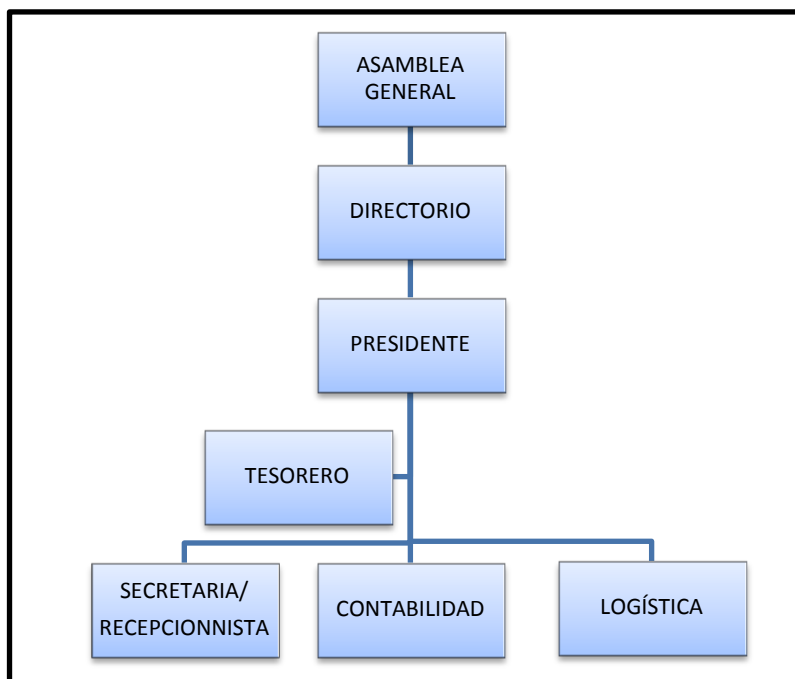 ASAMBLEA
GENERAL
DIRECTORIO
PRESIDENTE
TESORERO
SECRETARIA/
RECEPCIONNISTA
CONTABILIDAD
LOGÍSTICA